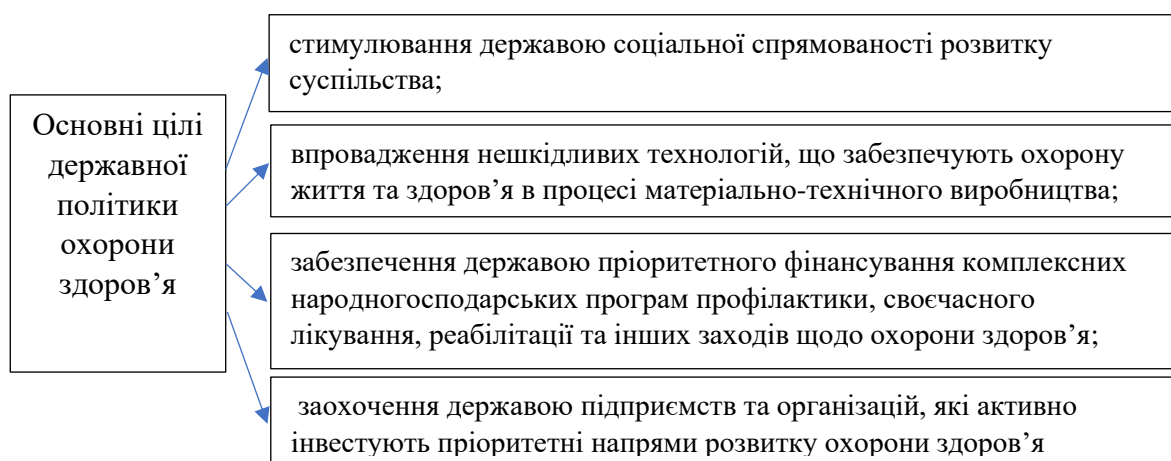 Основні цілі
державної
політики
охорони
здоров’я
стимулювання державою соціальної спрямованості розвитку
суспільства;
впровадження нешкідливих технологій, що забезпечують охорону
життя та здоров’я в процесі матеріально-технічного виробництва;
забезпечення державою пріоритетного фінансування комплексних
народногосподарських програм профілактики, своєчасного
лікування, реабілітації та інших заходів щодо охорони здоров’я;
заохочення державою підприємств та організацій, які активно
інвестують пріоритетні напрями розвитку охорони здоров’я